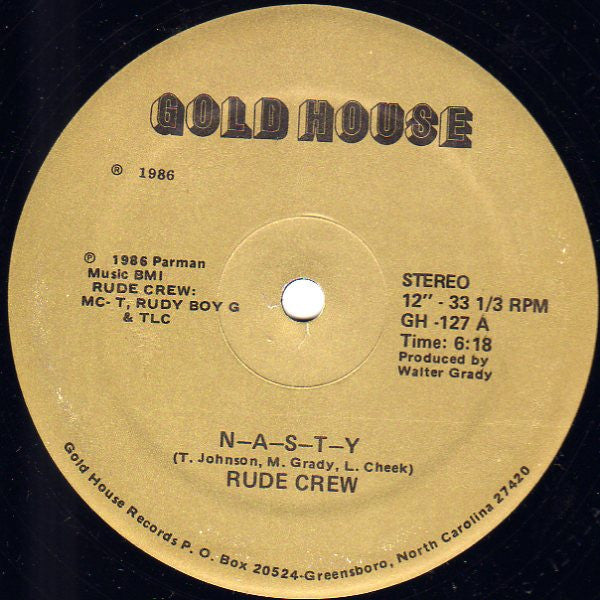 GOLD HOUSE
® 1986
℗ 1986 Parman
Music BMI
RUDE CREW:
MC- T, RUDY BOY G
& TLC
STEREO
12" - 33 1/3 RPM
GH -127 A
Time: 6:18
Produced by
Walter Grady
N–A–S–T–Y
(T. Johnson, M. Grady, L. Cheek)
RUDE CREW
Gold House Records P. O. Box 20524-Greensboro, North Carolina 27420